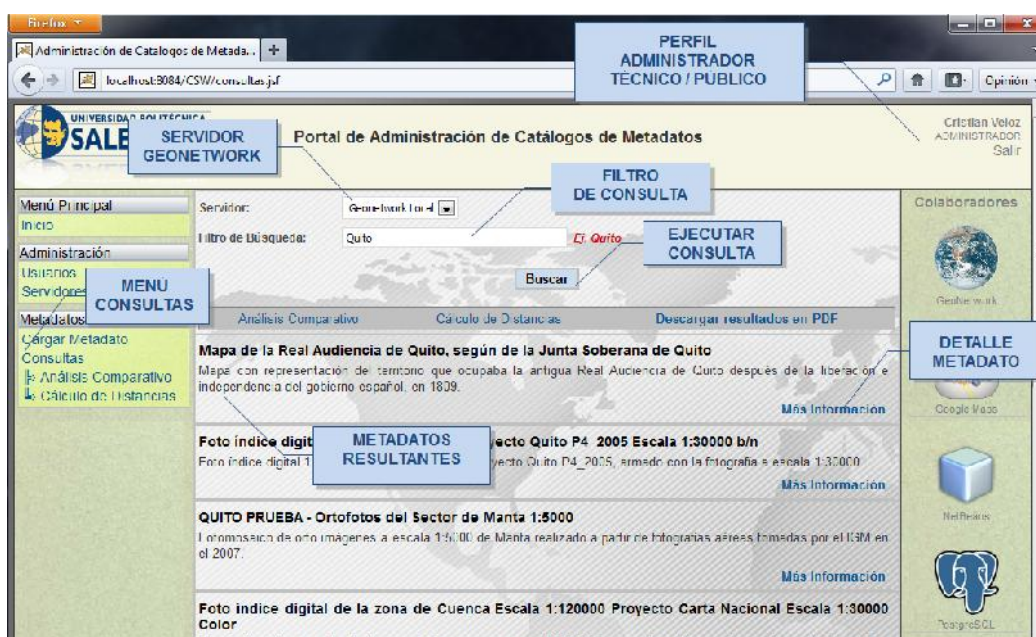 Firefox
Administración de Catalogos de Metada...
PERFIL
ADMINISTRADOR
TÉCNICO / PÚBLICO
localhost:8084/CSW/consultas.jsf
Opinión
UNIVERSIDAD POLITÉCNICA
SALE
SERVIDOR
GEONETWORK
Portal de Administración de Catálogos de Metadatos
Cristian Veloz
ADMINISTRADOR
Salir
FILTRO
DE CONSULTA
Menú Principal
Inicio
Servidor:
Geonetwork Local
Colaboradores
Filtro de Búsqueda:
Quito
Ej. Quito
EJECUTAR
CONSULTA
Administración
Usuarios
Servidores
MENÚ
CONSULTAS
Buscar
GeoNetwork
Metadatos
Cargar Metadato
Consultas
Análisis Comparativo
Cálculo de Distancias
Análisis Comparativo
Cálculo de Distancias
Descargar resultados en PDF
DETALLE
METADATO
Mapa de la Real Audiencia de Quito, según de la Junta Soberana de Quito
Mapa con representación del territorio que ocupaba la antigua Real Audiencia de Quito después de la liberación e
independencia del gobierno español, en 1809.
Más Información
Google Maps
Foto índice digit
METADATOS
RESULTANTES
yecto Quito P4_2005 Escala 1:30000 b/n
Foto índice digital 1
yecto Quito P4_2005, armado con la fotografía a escala 1:30000
Más Información
QUITO PRUEBA - Ortofotos del Sector de Manta 1:5000
Fotomosaico de orto imágenes a escala 1:5000 de Manta realizado a partir de fotografías aéreas tomadas por el IGM en
el 2007.
Más Información
NetBeans
Foto índice digital de la zona de Cuenca Escala 1:120000 Proyecto Carta Nacional Escala 1:30000
Color
PostgreSQL